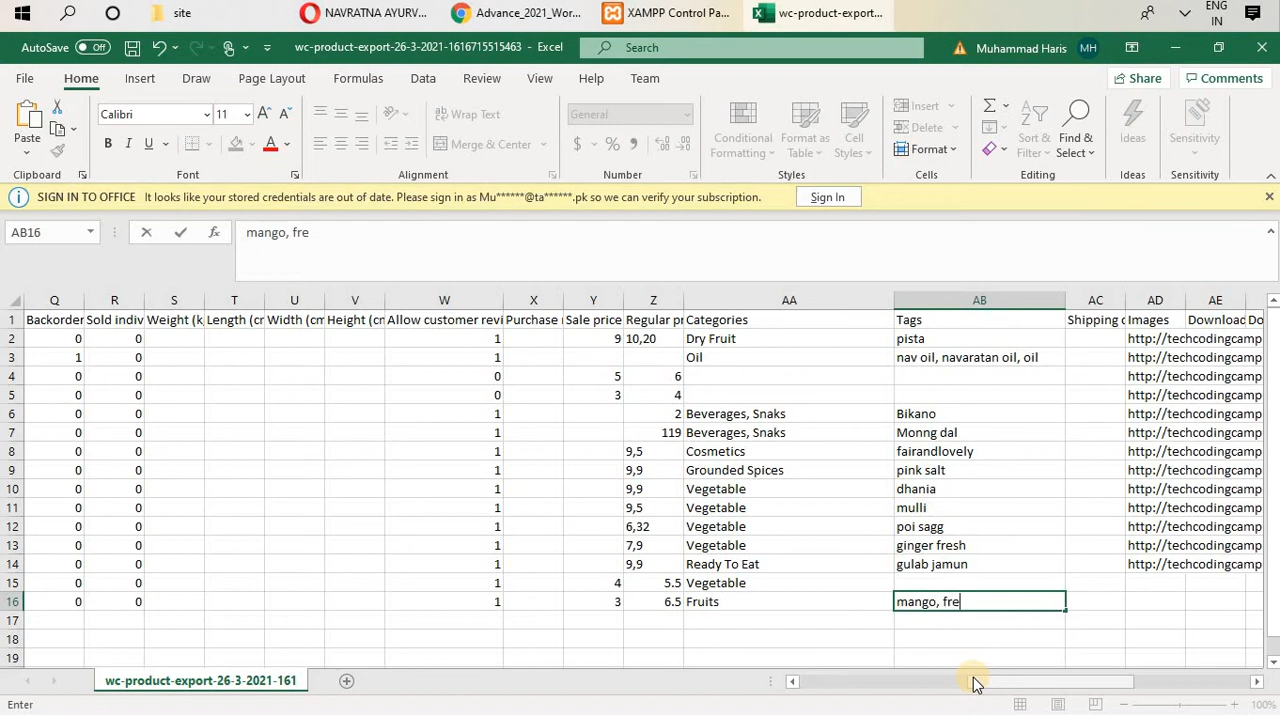 site NAVRATNA AYURV... Advance_2021_Wor... XAMPP Control Pa... wc-product-export... ENG
IN
AutoSave Off wc-product-export-26-3-2021-1616715515463 - Excel Search Muhammad Haris MH
File Home Insert Draw Page Layout Formulas Data Review View Help Team Share Comments
Paste Calibri 11 Wrap Text General Conditional Formatting Format as Table Cell Styles Insert Sort & Filter Find & Select Ideas Sensitivity
B I U Merge & Center $ % Delete Format
Clipboard Font Alignment Number Styles Cells Editing Ideas Sensitivity
SIGN IN TO OFFICE It looks like your stored credentials are out of date. Please sign in as Mu******@ta******.pk so we can verify your subscription. Sign In
AB16 fx mango, fre
Q R S T U V W X Y Z AA AB AC AD AE
1 Backorder Sold indiv Weight (k Length (cm Width (cm Height (cm Allow customer revi Purchase Sale price Regular pr Categories Tags Shipping c Images Download Do
2 0 0 1 9 10,20 Dry Fruit pista http://techcodingcamp
3 1 0 1 Oil nav oil, navaratan oil, oil http://techcodingcamp
4 0 0 0 5 6 http://techcodingcamp
5 0 0 0 3 4 http://techcodingcamp
6 0 0 1 2 Beverages, Snaks Bikano http://techcodingcamp
7 0 0 1 119 Beverages, Snaks Monng dal http://techcodingcamp
8 0 0 1 9,5 Cosmetics fairandlovely http://techcodingcamp
9 0 0 1 9,9 Grounded Spices pink salt http://techcodingcamp
10 0 0 1 9,9 Vegetable dhania http://techcodingcamp
11 0 0 1 9,5 Vegetable mulli http://techcodingcamp
12 0 0 1 6,32 Vegetable poi sagg http://techcodingcamp
13 0 0 1 7,9 Vegetable ginger fresh http://techcodingcamp
14 0 0 1 9,9 Ready To Eat gulab jamun http://techcodingcamp
15 0 0 1 4 5.5 Vegetable
16 0 0 1 3 6.5 Fruits mango, fre
17
18
19
wc-product-export-26-3-2021-161
Enter 100%